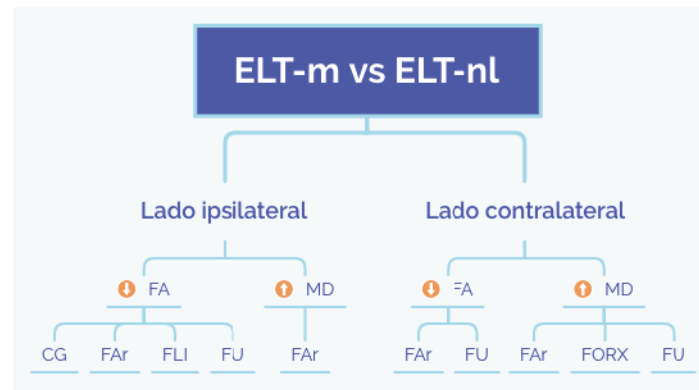 ELT-m vs ELT-nl
Lado ipsilateral
Lado contralateral
FA
MD
FA
MD
CG
FAr
FLI
FU
FAr
FAr
FU
FAr
FORX
FU